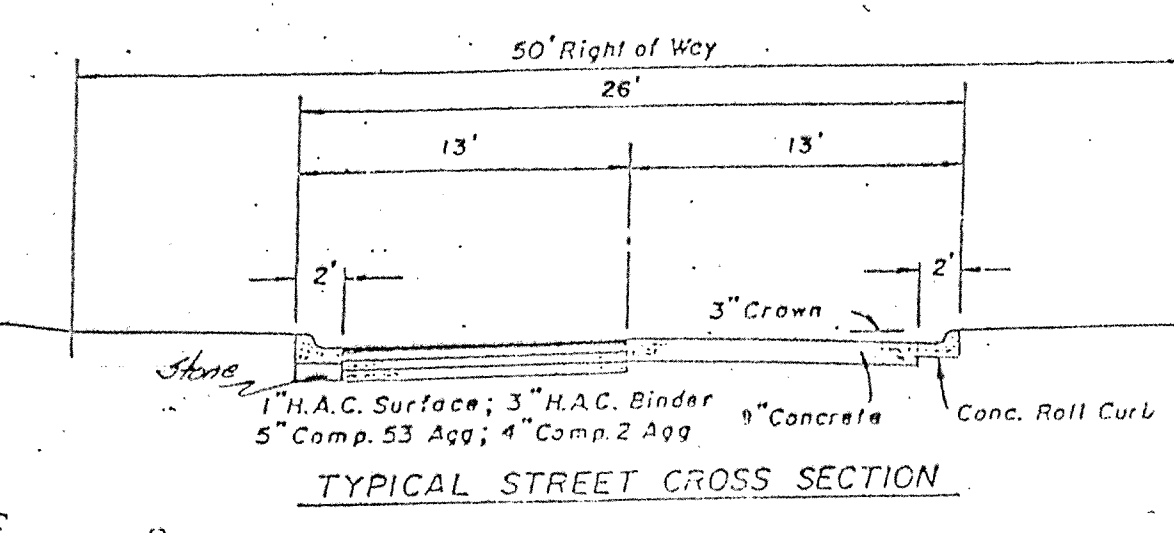 50' Right of Way
26'
13' 13'
2' 2'
3" Crown
Stone
1" H.A.C. Surface; 3" H.A.C. Binder
5" Comp. 53 Agg; 4" Comp. 2 Agg
Concrete
Conc. Roll Curb
TYPICAL STREET CROSS SECTION